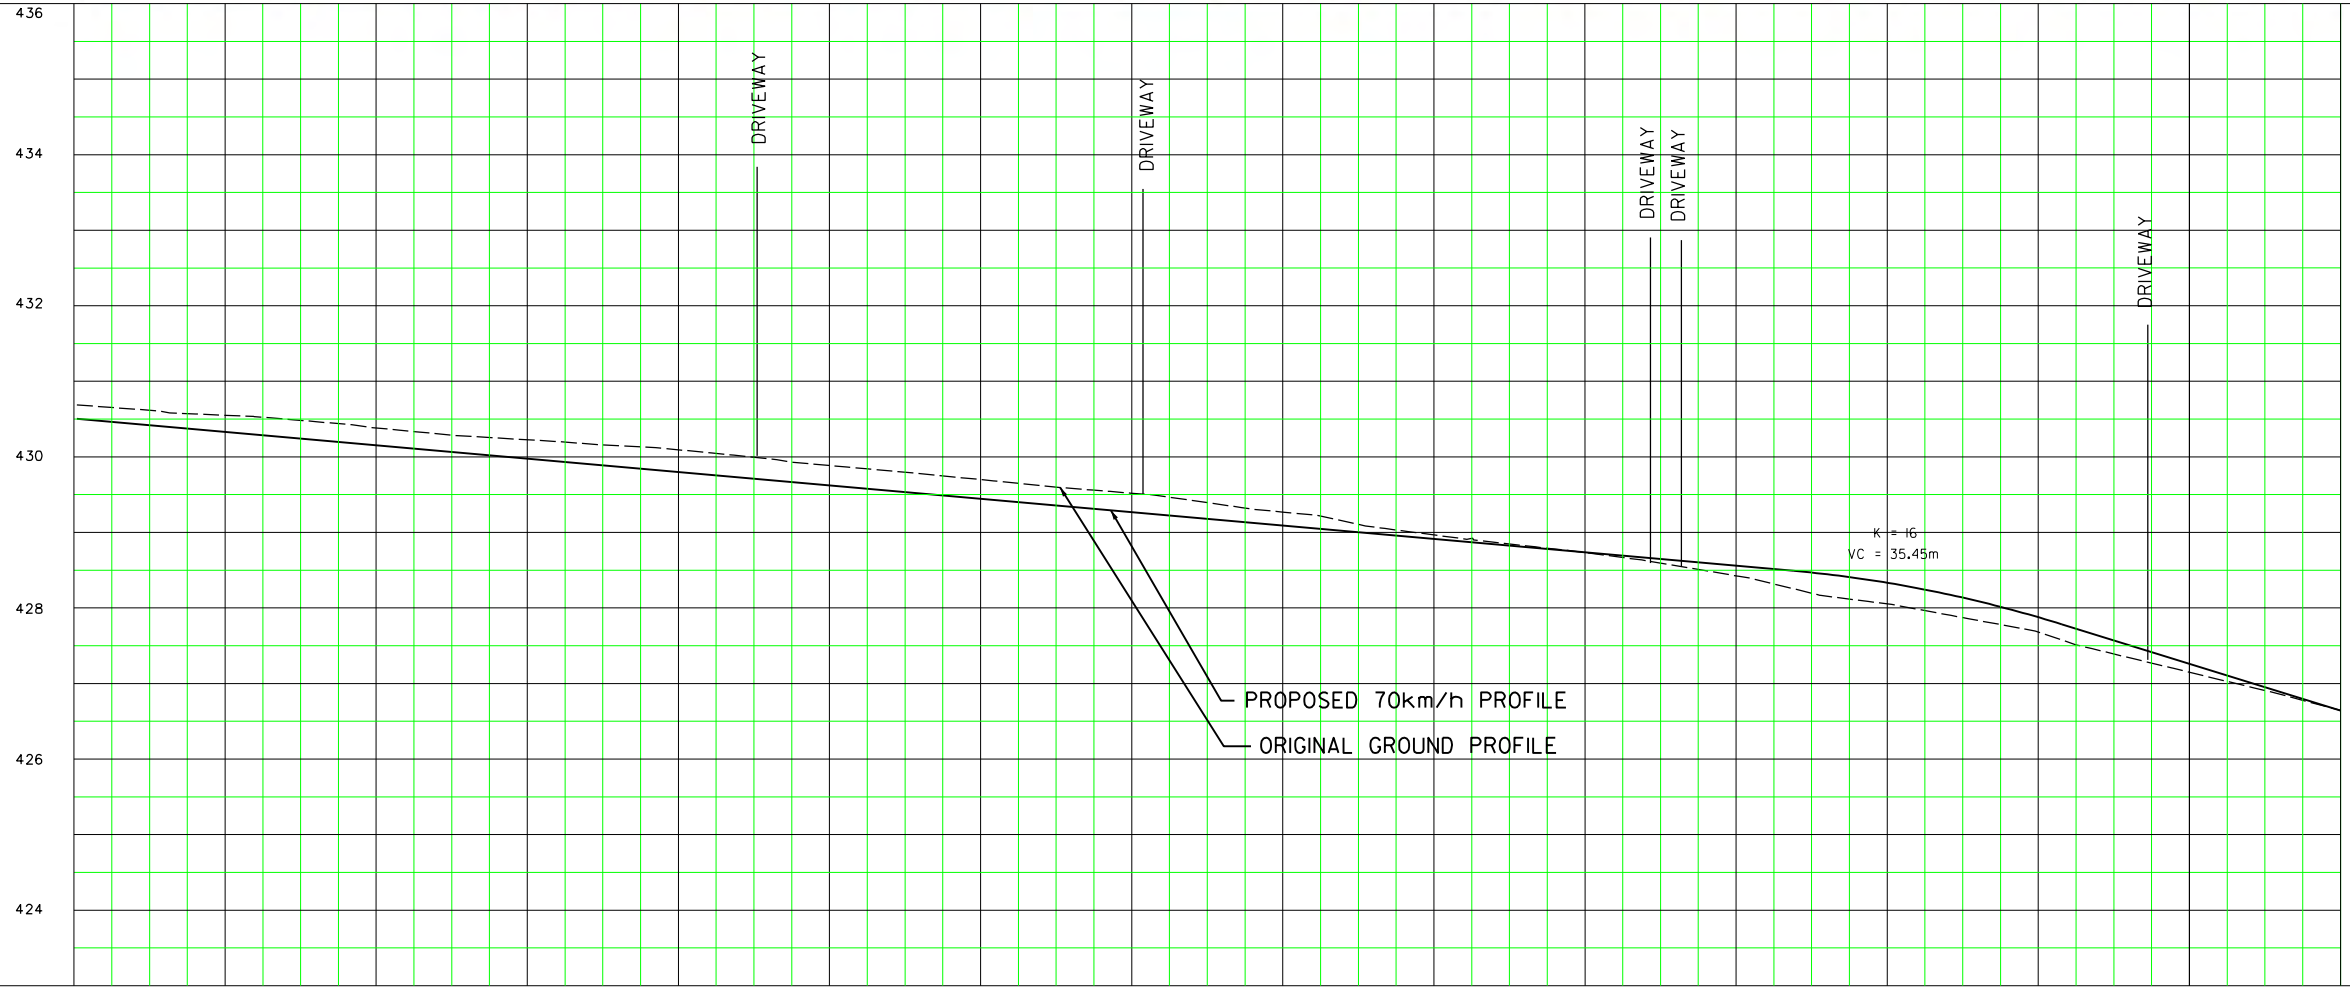 436
DRIVEWAY
DRIVEWAY
434
DRIVEWAY
DRIVEWAY
DRIVEWAY
432
430
K = 16
VC = 35.45m
428
PROPOSED 70km/h PROFILE
ORIGINAL GROUND PROFILE
426
424